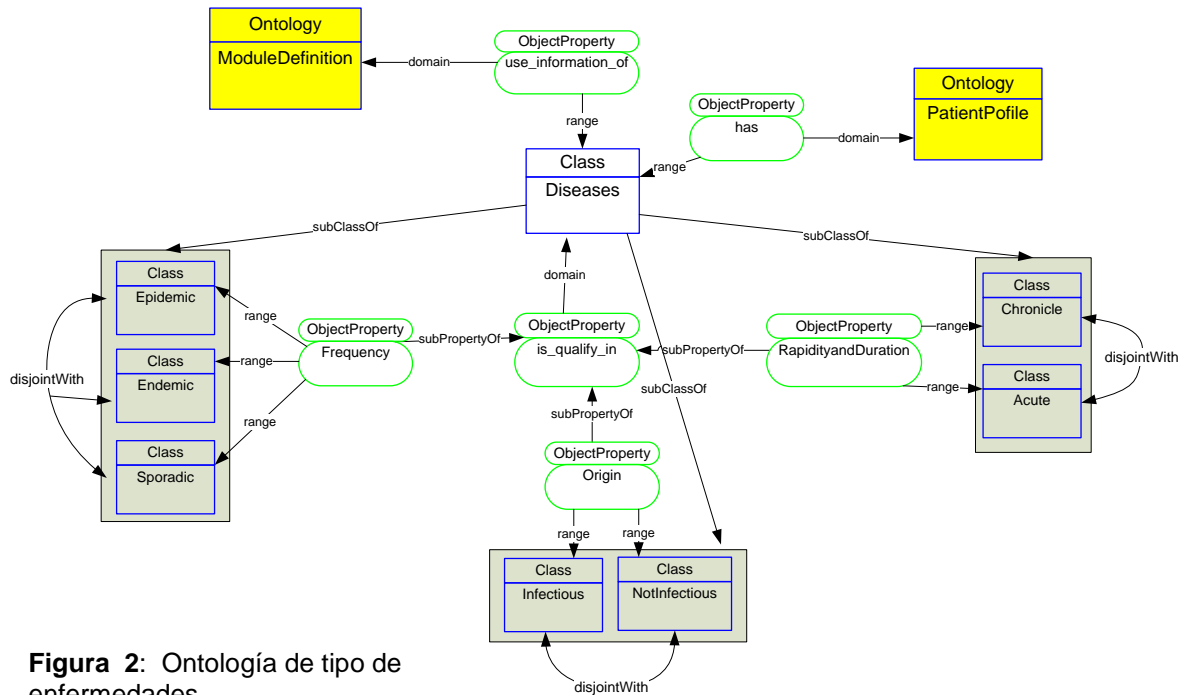 Ontology
ModuleDefinition
domain
ObjectProperty
use_information_of
range
ObjectProperty
has
range
domain
Ontology
PatientPofile
Class
Diseases
subClassOf
subClassOf
subClassOf
domain
Class
Epidemic
Class
Endemic
Class
Sporadic
disjointWith
range
range
range
ObjectProperty
Frequency
subPropertyOf
ObjectProperty
is_qualify_in
subPropertyOf
ObjectProperty
RapidityandDuration
range
range
Class
Chronicle
Class
Acute
disjointWith
subPropertyOf
ObjectProperty
Origin
range
range
Class
Infectious
Class
NotInfectious
disjointWith
Figura 2: Ontología de tipo de
enfermedades